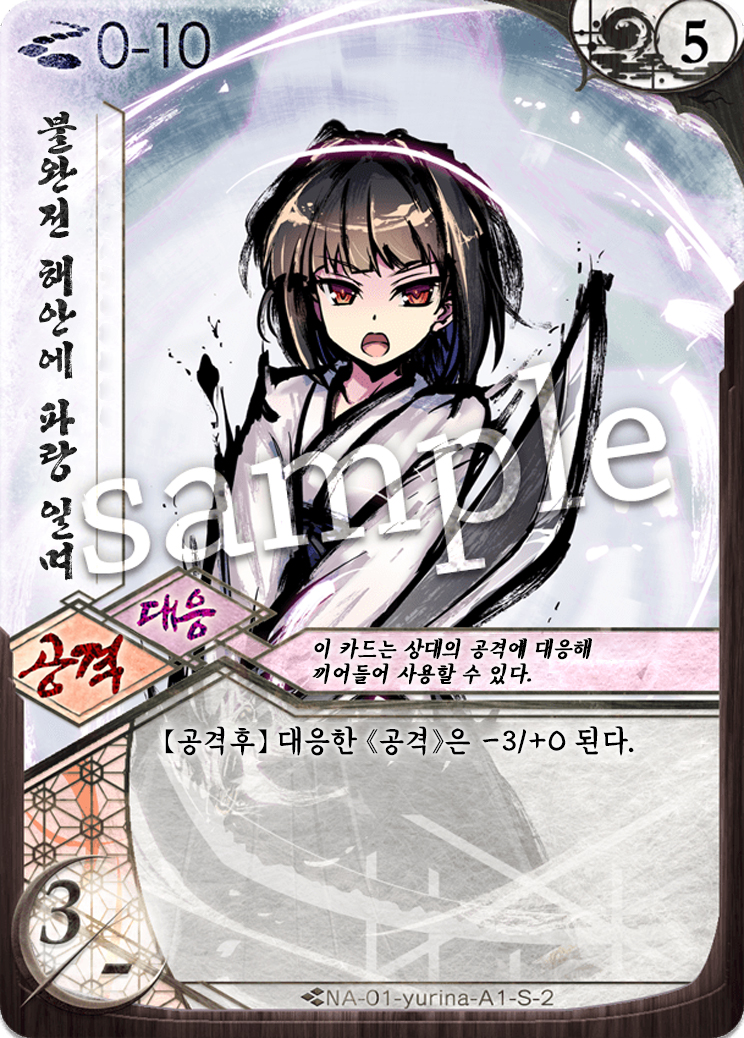 0-10
5
불완전 해안에 파랑 일며
sample
대응
공격
이 카드는 상대의 공격에 대응해
끼어들어 사용할 수 있다.
【공격후】 대응한 《공격》은 -3/+0 된다.
3/-
NA-01-yurina-A1-S-2